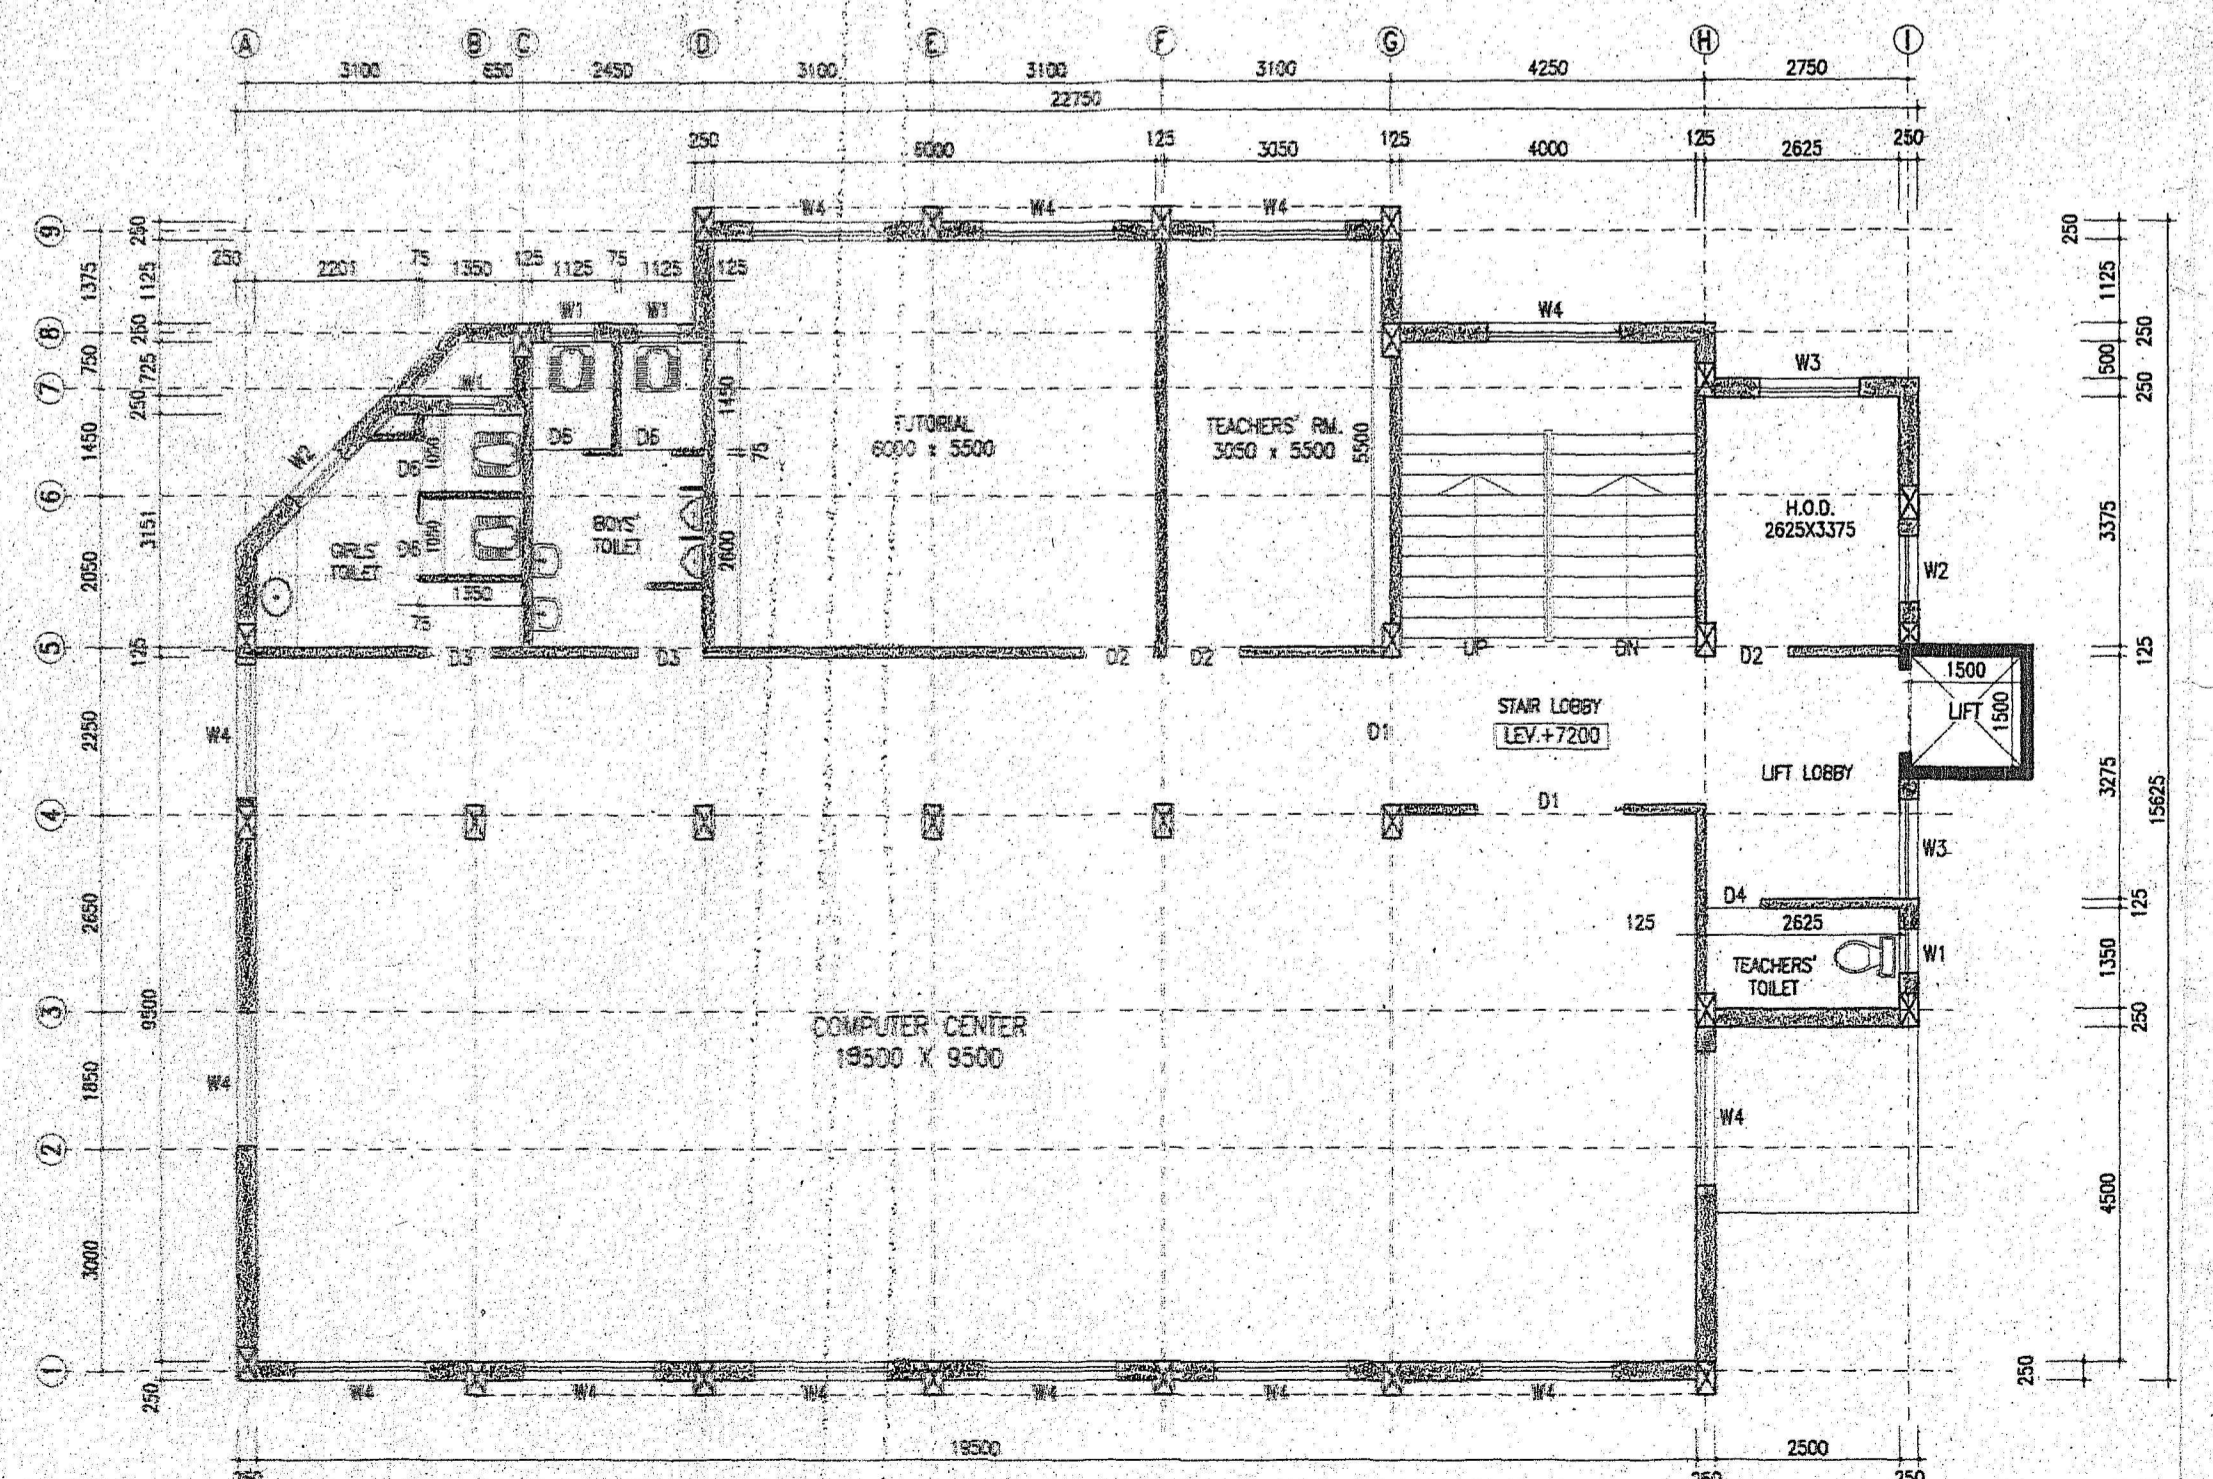 A B C D E F G H I
3100 650 2450 3100 3100 3100 4250 2750
22750
250 6000 125 3050 125 4000 125 2625 250
9 250 W4 W4 W4 250
250 2201 75 1350 125 1125 75 1125 125
1375 1125 1125
8 250 W1 W1 W4 250
750 725 500
7 250 W1 W3 250
1450 1450
W2 D6 1050 D6 D6 75
TUTORIAL
6000 x 5500
TEACHERS' RM.
3050 x 5500
5500
6
3151
2050
GIRLS'
TOILET
D6 1050
BOYS'
TOILET
2600
H.O.D.
2625X3375
3375
W2
1350
75
5 125 D3 D3 D2 D2 UP DN D2 125
1500
LIFT
1500
2250
W4
D1
STAIR LOBBY
LEV.+7200
LIFT LOBBY
3275
15625
4
D1
W3
2650
D4 125
125 2625
TEACHERS'
TOILET
W1
1350
3
9500
250
COMPUTER CENTER
19500 X 9500
1850
W4
W4
2
4500
3000
1
250
W4 W4 W4 W4 W4 W4
250
19500 2500
250 250